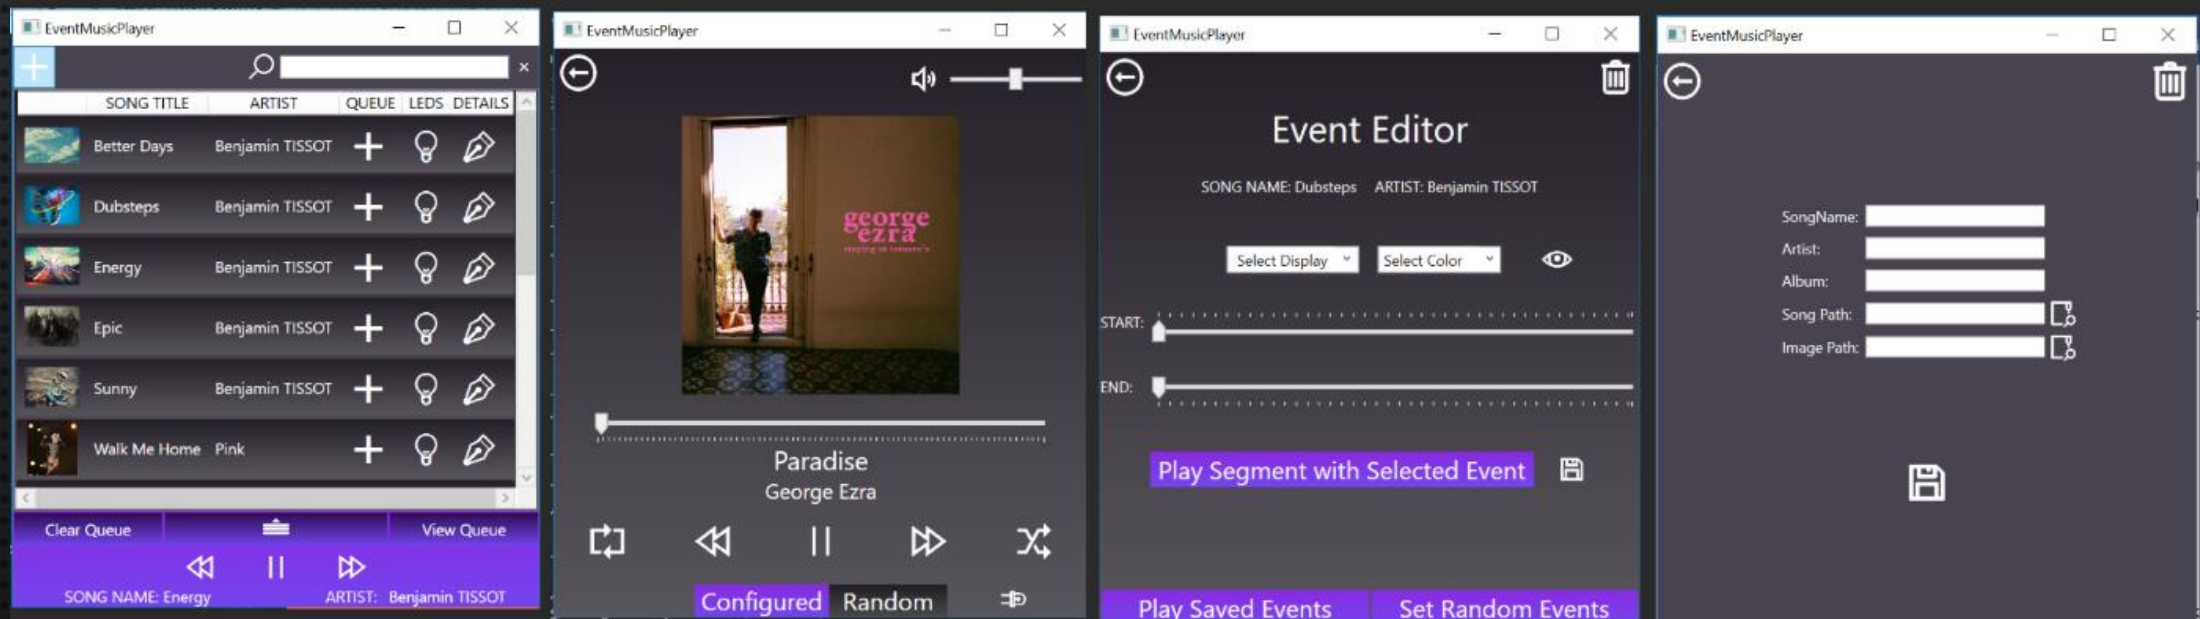 EventMusicPlayer
SONG TITLE ARTIST QUEUE LEDS DETAILS
Better Days Benjamin TISSOT
Dubsteps Benjamin TISSOT
Energy Benjamin TISSOT
Epic Benjamin TISSOT
Sunny Benjamin TISSOT
Walk Me Home Pink
Clear Queue View Queue
SONG NAME: Energy ARTIST: Benjamin TISSOT
EventMusicPlayer
george
ezra
Paradise
George Ezra
Configured Random
EventMusicPlayer
Event Editor
SONG NAME: Dubsteps ARTIST: Benjamin TISSOT
Select Display Select Color
START:
END:
Play Segment with Selected Event
Play Saved Events Set Random Events
EventMusicPlayer
SongName:
Artist:
Album:
Song Path:
Image Path: